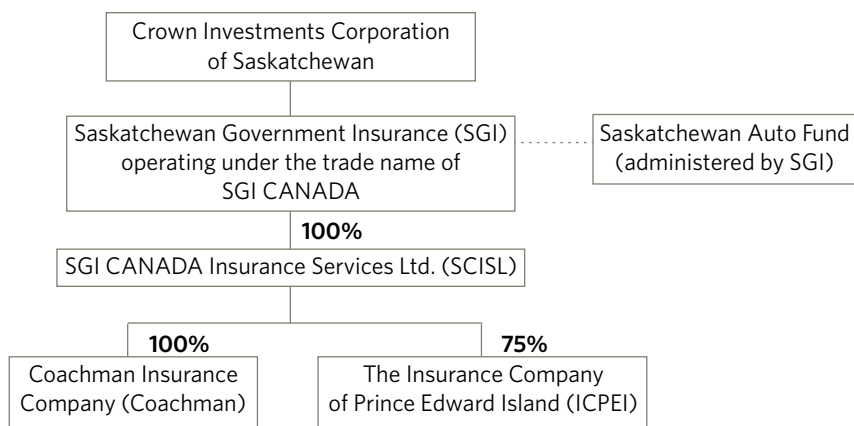 Crown Investments Corporation
of Saskatchewan
Saskatchewan Government Insurance (SGI)
operating under the trade name of
SGI CANADA
Saskatchewan Auto Fund
(administered by SGI)
100%
SGI CANADA Insurance Services Ltd. (SCISL)
100%
75%
Coachman Insurance
Company (Coachman)
The Insurance Company
of Prince Edward Island (ICPEI)